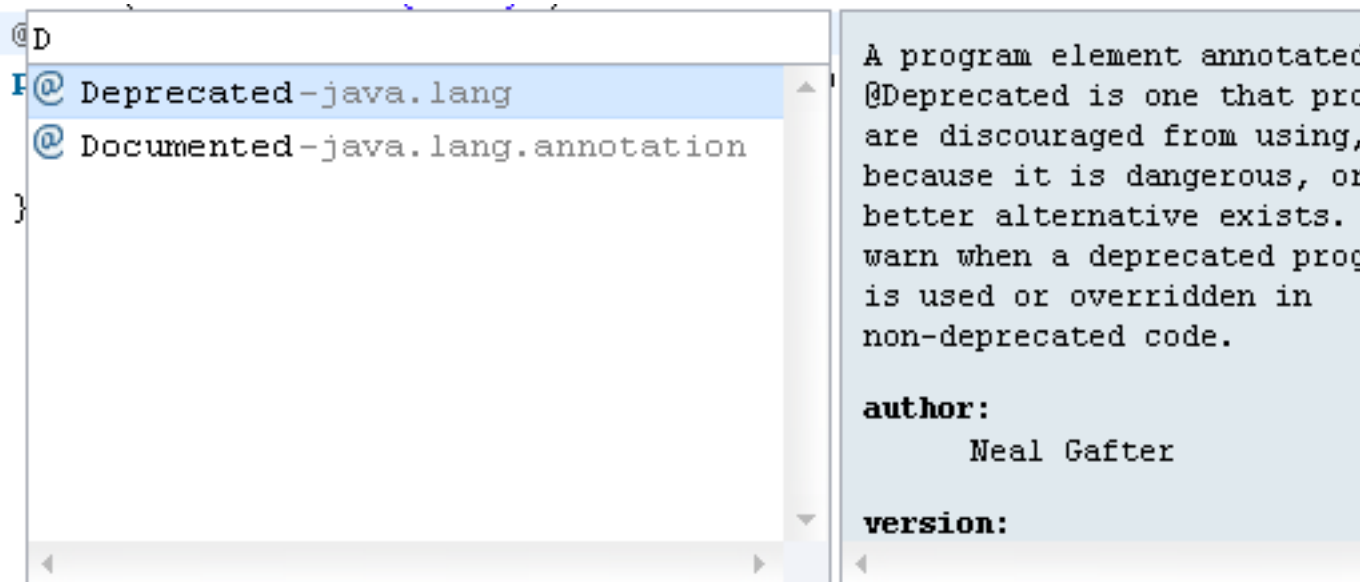 @D
@ Deprecated-java.lang
@ Documented-java.lang.annotation
}
A program element annotated
@Deprecated is one that
are discouraged from using,
because it is dangerous, or
better alternative exists.
warn when a deprecated
is used or overridden in
non-deprecated code.
author:
Neal Gafter
version: